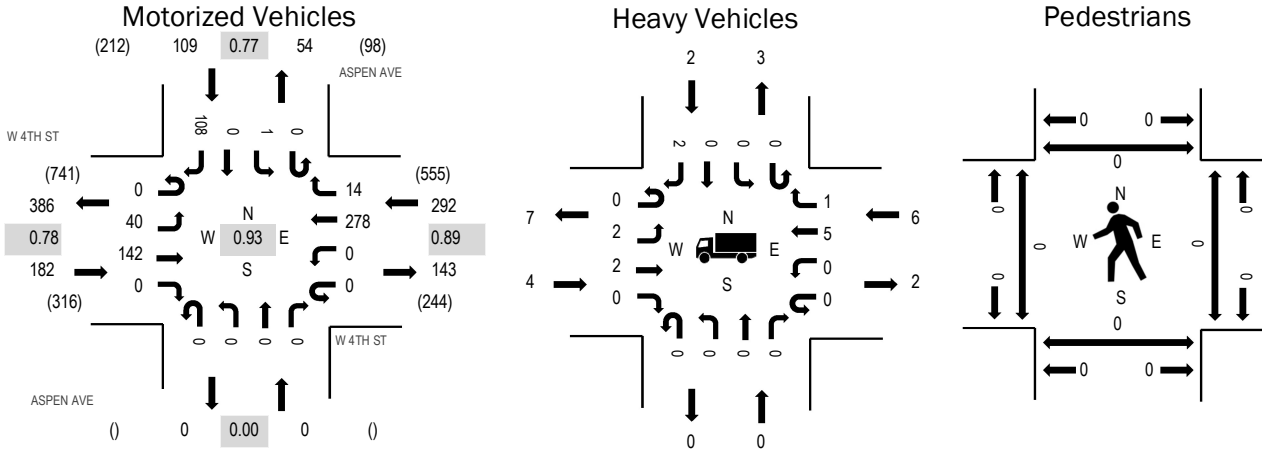 Motorized Vehicles
(212) 109 0.77 54 (98)
ASPEN AVE
W 4TH ST
108 0 1 0
(741) 0 14 (555)
386 40 278 292
0.78 142 0 0.89
N
W 0.93 E
S
182 0 0 143
(316) (244)
0 0 0 0
W 4TH ST
ASPEN AVE
() 0 0.00 0 ()
Heavy Vehicles
2 3
2 0 0 0
0 1
7 2 5 6
N
W E
S
4 2 0 2
0 0
0 0 0 0
0 0
Pedestrians
0 0
0
0 0
N
0 W E 0
S
0 0
0
0 0